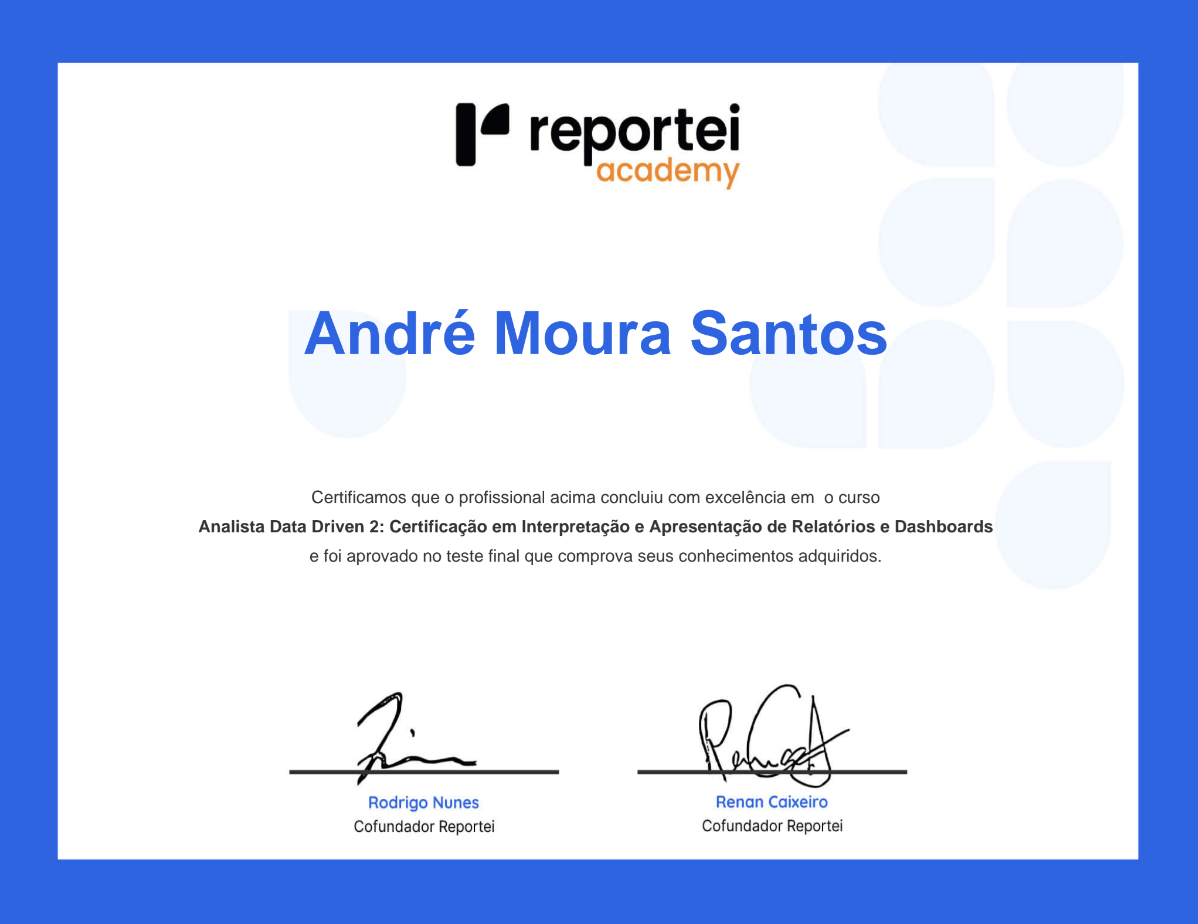 reportei
academy
André Moura Santos
Certificamos que o profissional acima concluiu com excelência em  o curso
Analista Data Driven 2: Certificação em Interpretação e Apresentação de Relatórios e Dashboards
e foi aprovado no teste final que comprova seus conhecimentos adquiridos.
Rodrigo Nunes
Cofundador Reportei
Renan Caixeiro
Cofundador Reportei